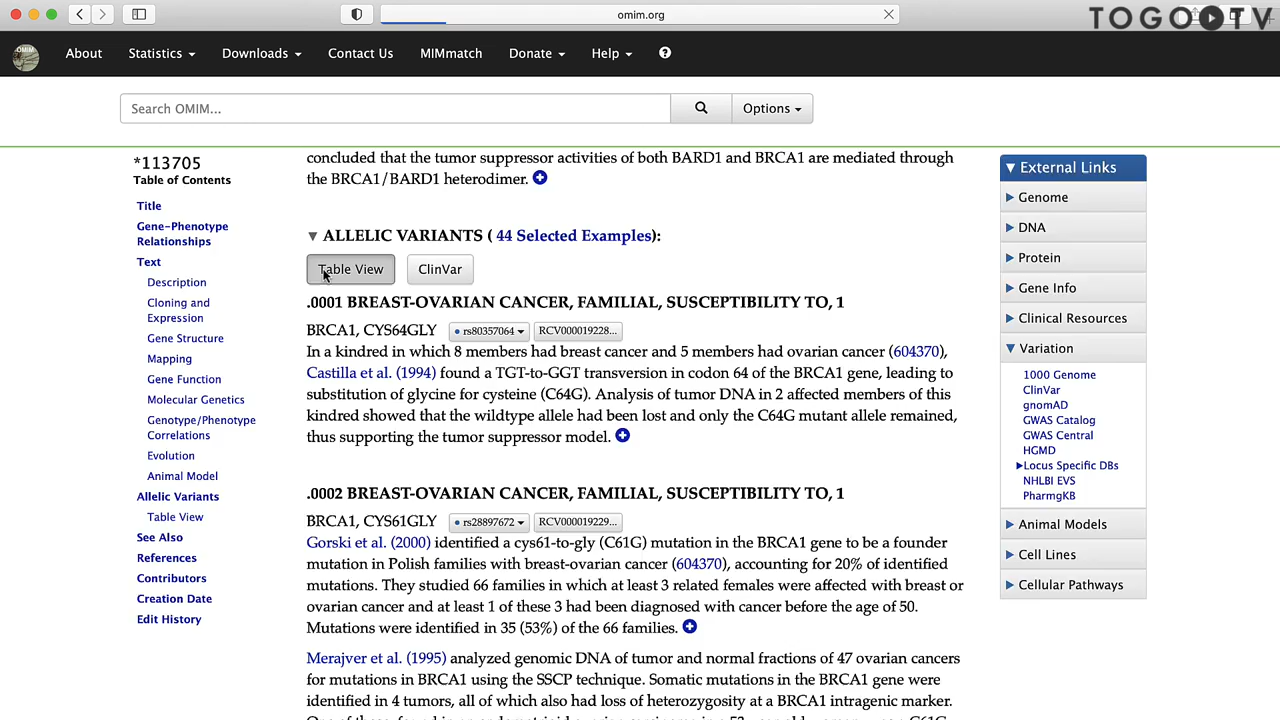 omim.org
TOGO TV
OMIM
About
Statistics
Downloads
Contact Us
MIMmatch
Donate
Help
Search OMIM...
Options
*113705
Table of Contents
Title
Gene-Phenotype
Relationships
Text
Description
Cloning and
Expression
Gene Structure
Mapping
Gene Function
Molecular Genetics
Genotype/Phenotype
Correlations
Evolution
Animal Model
Allelic Variants
Table View
See Also
References
Contributors
Creation Date
Edit History
concluded that the tumor suppressor activities of both BARD1 and BRCA1 are mediated through
the BRCA1/BARD1 heterodimer.
▼ ALLELIC VARIANTS ( 44 Selected Examples):
Table View ClinVar
.0001 BREAST-OVARIAN CANCER, FAMILIAL, SUSCEPTIBILITY TO, 1
BRCA1, CYS64GLY rs80357064 RCV000019228...
In a kindred in which 8 members had breast cancer and 5 members had ovarian cancer (604370),
Castilla et al. (1994) found a TGT-to-GGT transversion in codon 64 of the BRCA1 gene, leading to
substitution of glycine for cysteine (C64G). Analysis of tumor DNA in 2 affected members of this
kindred showed that the wildtype allele had been lost and only the C64G mutant allele remained,
thus supporting the tumor suppressor model.
.0002 BREAST-OVARIAN CANCER, FAMILIAL, SUSCEPTIBILITY TO, 1
BRCA1, CYS61GLY rs28897672 RCV000019229...
Gorski et al. (2000) identified a cys61-to-gly (C61G) mutation in the BRCA1 gene to be a founder
mutation in Polish families with breast-ovarian cancer (604370), accounting for 20% of identified
mutations. They studied 66 families in which at least 3 related females were affected with breast or
ovarian cancer and at least 1 of these 3 had been diagnosed with cancer before the age of 50.
Mutations were identified in 35 (53%) of the 66 families.
Merajver et al. (1995) analyzed genomic DNA of tumor and normal fractions of 47 ovarian cancers
for mutations in BRCA1 using the SSCP technique. Somatic mutations in the BRCA1 gene were
identified in 4 tumors, all of which also had loss of heterozygosity at a BRCA1 intragenic marker.
External Links
Genome
DNA
Protein
Gene Info
Clinical Resources
Variation
1000 Genome
ClinVar
gnomAD
GWAS Catalog
GWAS Central
HGMD
Locus Specific DBs
NHLBI EVS
PharmgKB
Animal Models
Cell Lines
Cellular Pathways